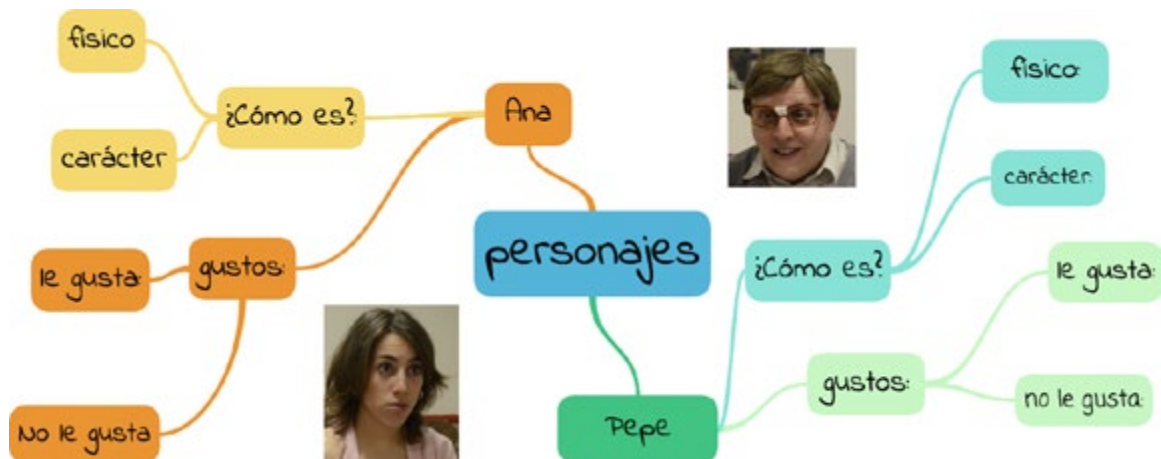 físico
¿Cómo es?
carácter
Ana
gustos:
le gusta:
No le gusta
personajes
Pepe
¿Cómo es?
físico:
carácter:
gustos:
le gusta:
no le gusta: